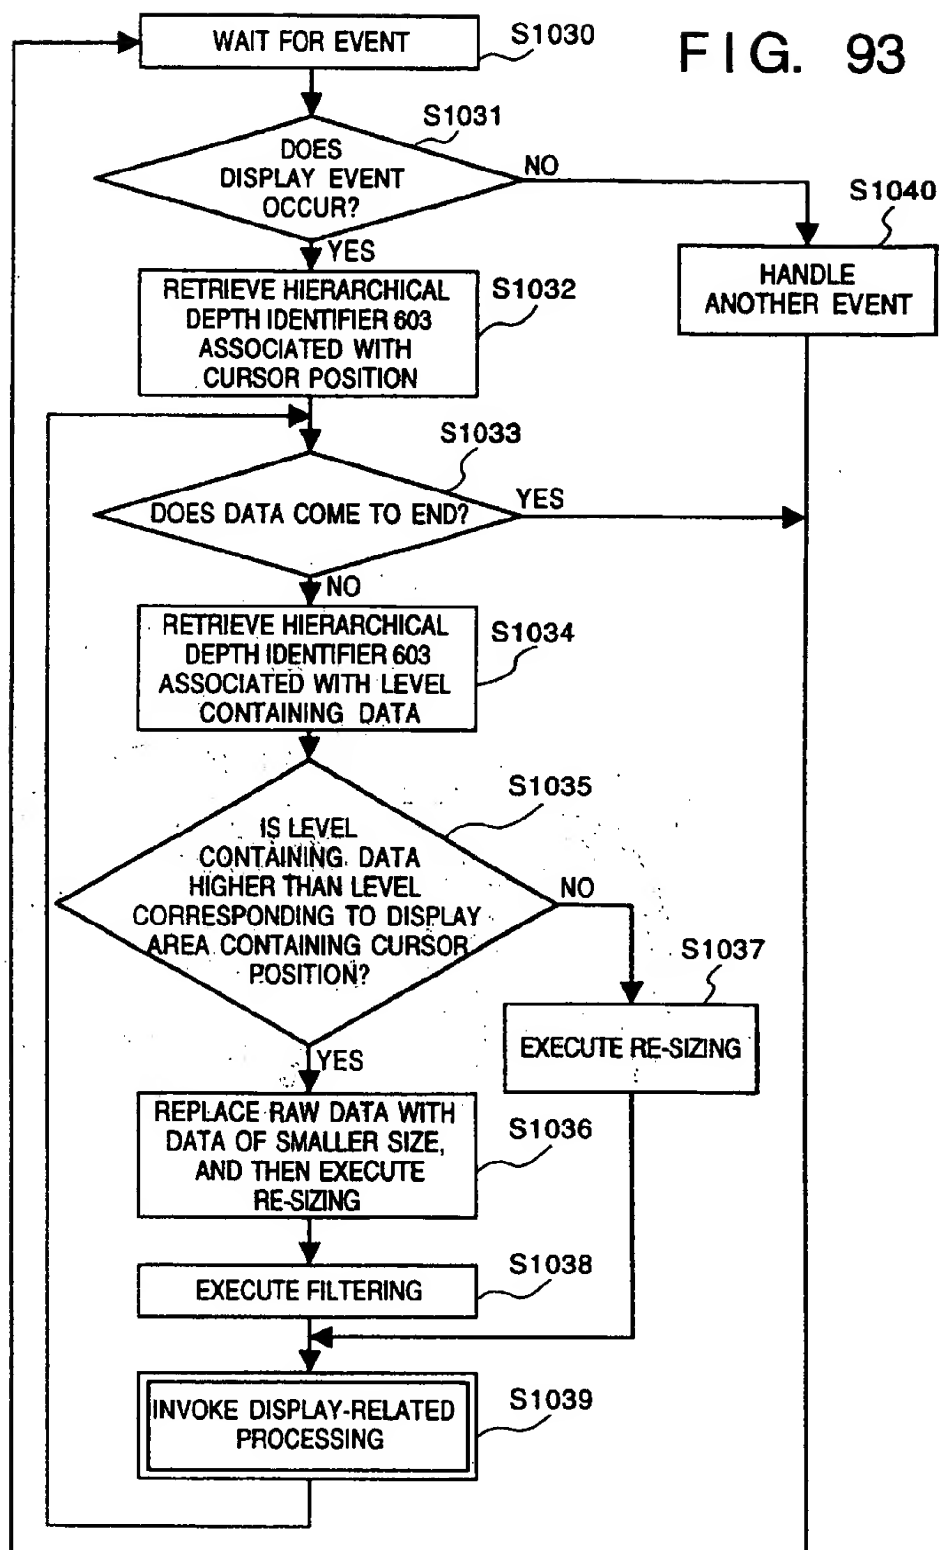 FIG. 93
WAIT FOR EVENT
S1030
S1031
DOES
DISPLAY EVENT
OCCUR?
NO
YES
S1040
HANDLE
ANOTHER EVENT
RETRIEVE HIERARCHICAL
DEPTH IDENTIFIER 603
ASSOCIATED WITH
CURSOR POSITION
S1032
S1033
DOES DATA COME TO END?
YES
NO
RETRIEVE HIERARCHICAL
DEPTH IDENTIFIER 603
ASSOCIATED WITH LEVEL
CONTAINING DATA
S1034
S1035
IS LEVEL
CONTAINING DATA
HIGHER THAN LEVEL
CORRESPONDING TO DISPLAY
AREA CONTAINING CURSOR
POSITION?
NO
YES
S1037
EXECUTE RE-SIZING
REPLACE RAW DATA WITH
DATA OF SMALLER SIZE,
AND THEN EXECUTE
RE-SIZING
S1036
EXECUTE FILTERING
S1038
INVOKE DISPLAY-RELATED
PROCESSING
S1039